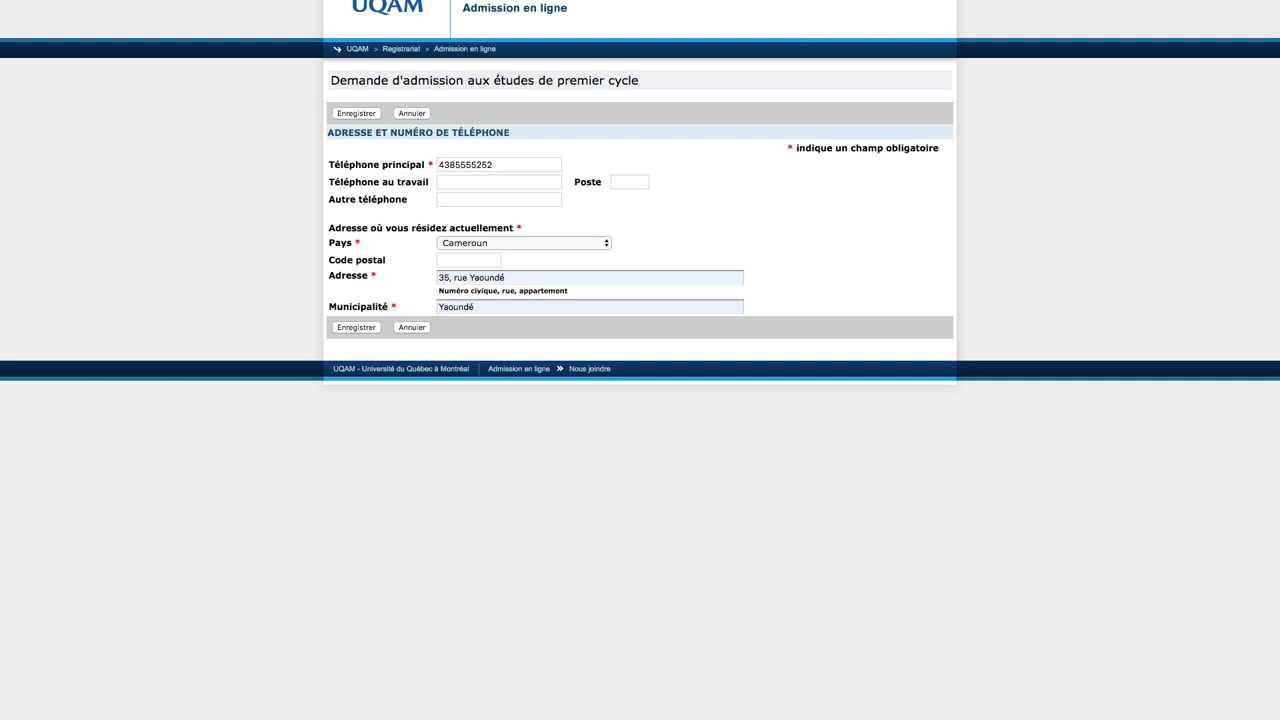 UQAM
Admission en ligne
UQAM > Registrariat > Admission en ligne
Demande d'admission aux études de premier cycle
Enregistrer Annuler
ADRESSE ET NUMÉRO DE TÉLÉPHONE
* indique un champ obligatoire
Téléphone principal * 4385555252
Téléphone au travail Poste
Autre téléphone
Adresse où vous résidez actuellement *
Pays * Cameroun
Code postal
Adresse * 35, rue Yaoundé
Numéro civique, rue, appartement
Municipalité * Yaoundé
Enregistrer Annuler
UQAM - Université du Québec à Montréal Admission en ligne » Nous joindre